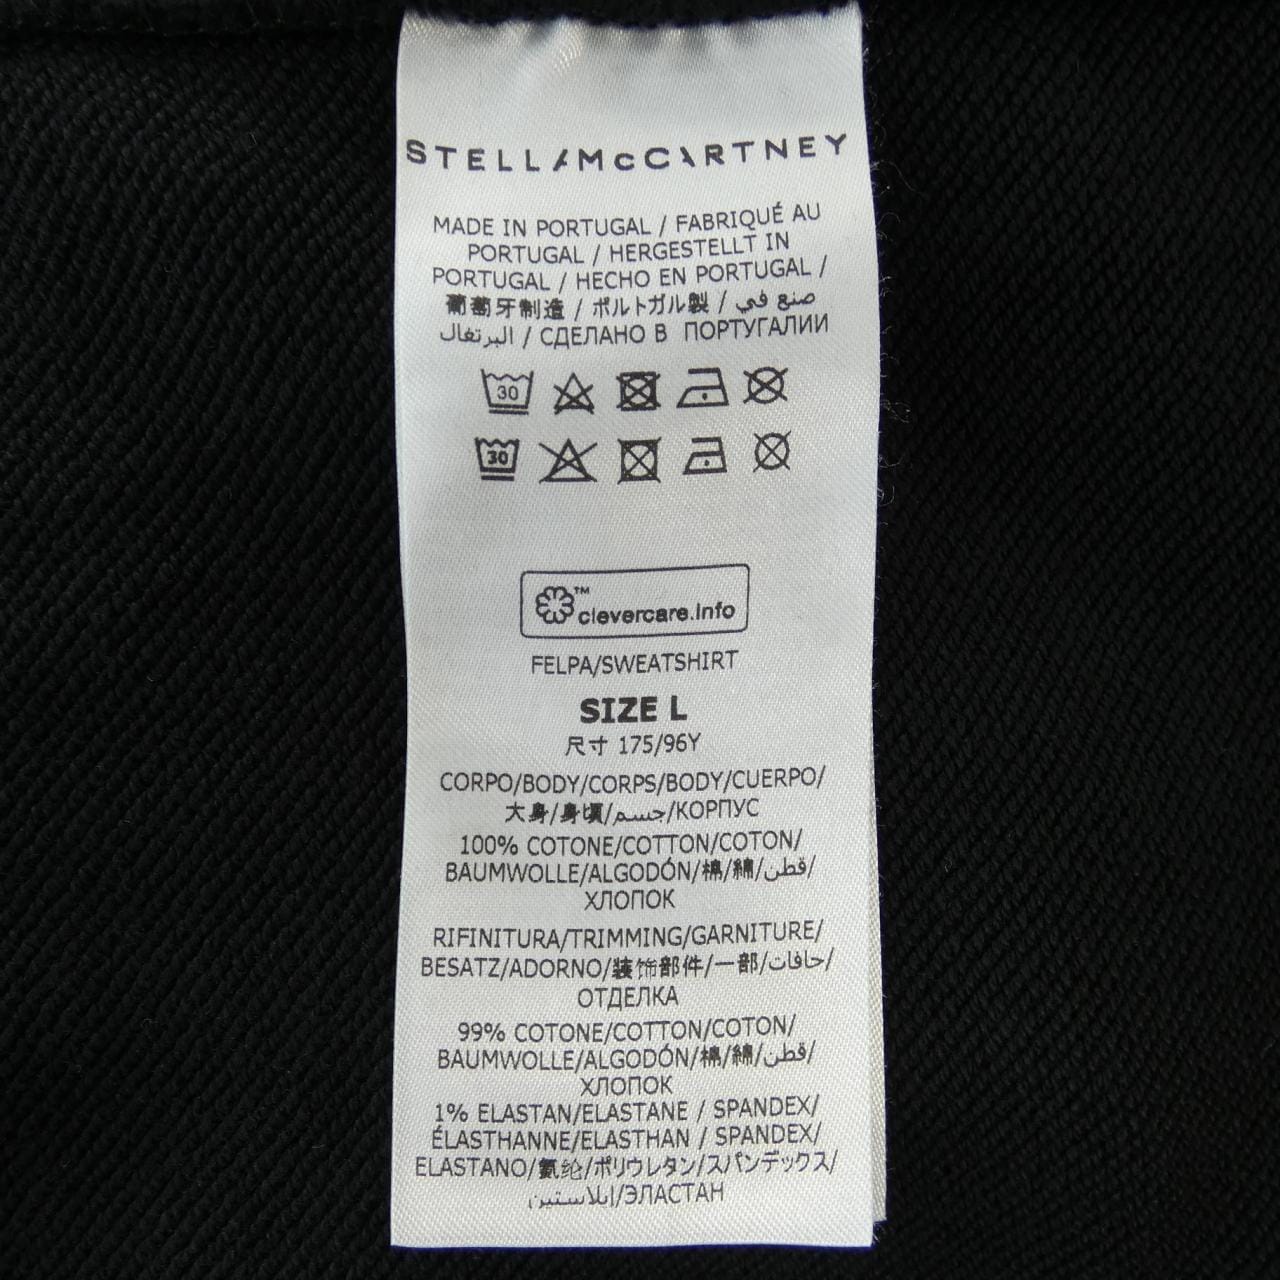 STELLAMcCARTNEY
MADE IN PORTUGAL / FABRIQUÉ AU
PORTUGAL / HERGESTELLT IN
PORTUGAL / HECHO EN PORTUGAL /
葡萄牙制造 / ポルトガル製 / صنع في
البرتغال / СДЕЛАНО В ПОРТУГАЛИИ
30
30
™ clevercare.info
FELPA/SWEATSHIRT
SIZE L
尺寸 175/96Y
CORPO/BODY/CORPS/BODY/CUERPO/
大身/身頃/جسم/КОРПУС
100% COTONE/COTTON/COTON/
BAUMWOLLE/ALGODÓN/棉/綿/قطن/
ХЛОПОК
RIFINITURA/TRIMMING/GARNITURE/
BESATZ/ADORNO/装饰部件/一部/حافات/
ОТДЕЛКА
99% COTONE/COTTON/COTON/
BAUMWOLLE/ALGODÓN/棉/綿/قطن/
ХЛОПОК
1% ELASTAN/ELASTANE / SPANDEX/
ÉLASTHANNE/ELASTHAN / SPANDEX/
ELASTANO/氨纶/ポリウレタン/スパンデックス/
إيلاستين/ЭЛАСТАН